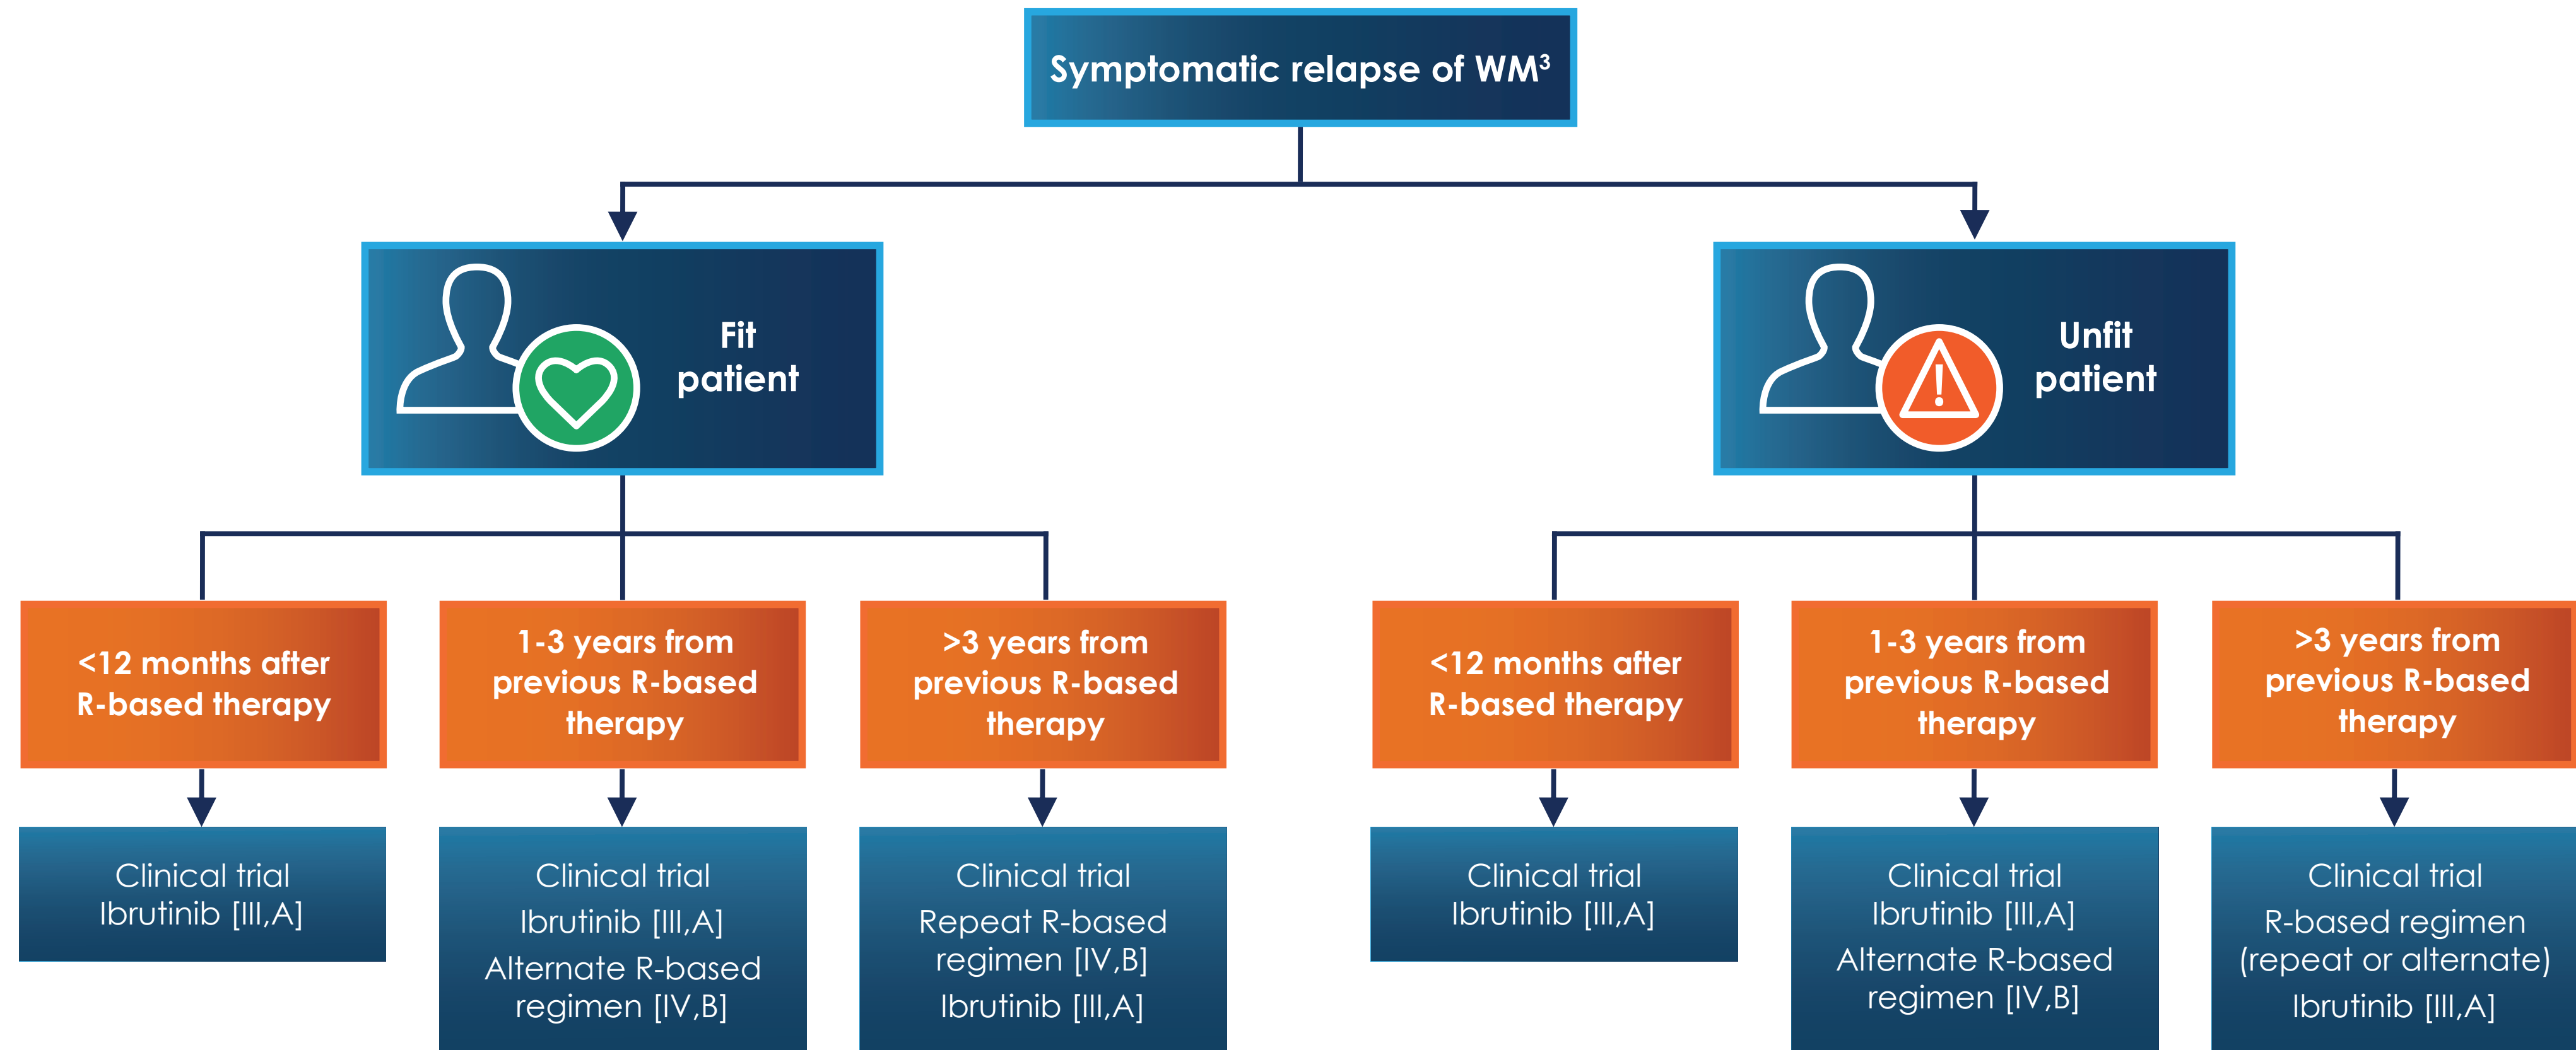 Symptomatic relapse of WM³
Fit
patient
Unfit
patient
<12 months after
R-based therapy
1-3 years from
previous R-based
therapy
>3 years from
previous R-based
therapy
<12 months after
R-based therapy
1-3 years from
previous R-based
therapy
>3 years from
previous R-based
therapy
Clinical trial
Ibrutinib [III,A]
Clinical trial
Ibrutinib [III,A]
Alternate R-based
regimen [IV,B]
Clinical trial
Repeat R-based
regimen [IV,B]
Ibrutinib [III,A]
Clinical trial
Ibrutinib [III,A]
Clinical trial
Ibrutinib [III,A]
Alternate R-based
regimen [IV,B]
Clinical trial
R-based regimen
(repeat or alternate)
Ibrutinib [III,A]